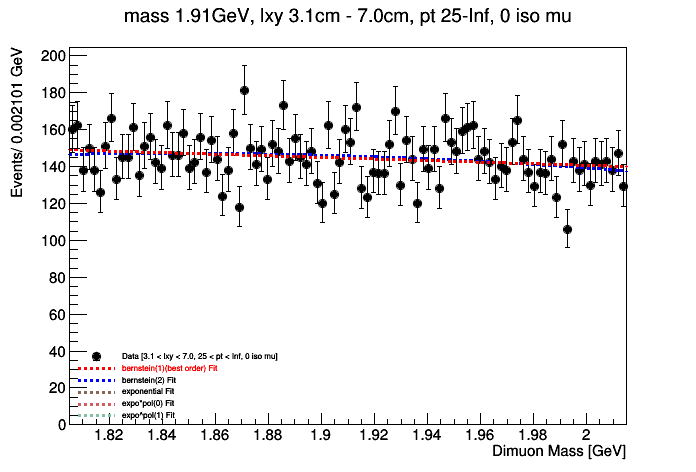 mass 1.91GeV, lxy 3.1cm - 7.0cm, pt 25-Inf, 0 iso mu
Events/ 0.002101 GeV
200
180
160
140
120
100
80
60
40
20
0
Data [3.1 < lxy < 7.0, 25 < pt < Inf, 0 iso mu]
bernstein(1)(best order) Fit
bernstein(2) Fit
exponential Fit
expo*pol(0) Fit
expo*pol(1) Fit
1.82 1.84 1.86 1.88 1.9 1.92 1.94 1.96 1.98 2
Dimuon Mass [GeV]